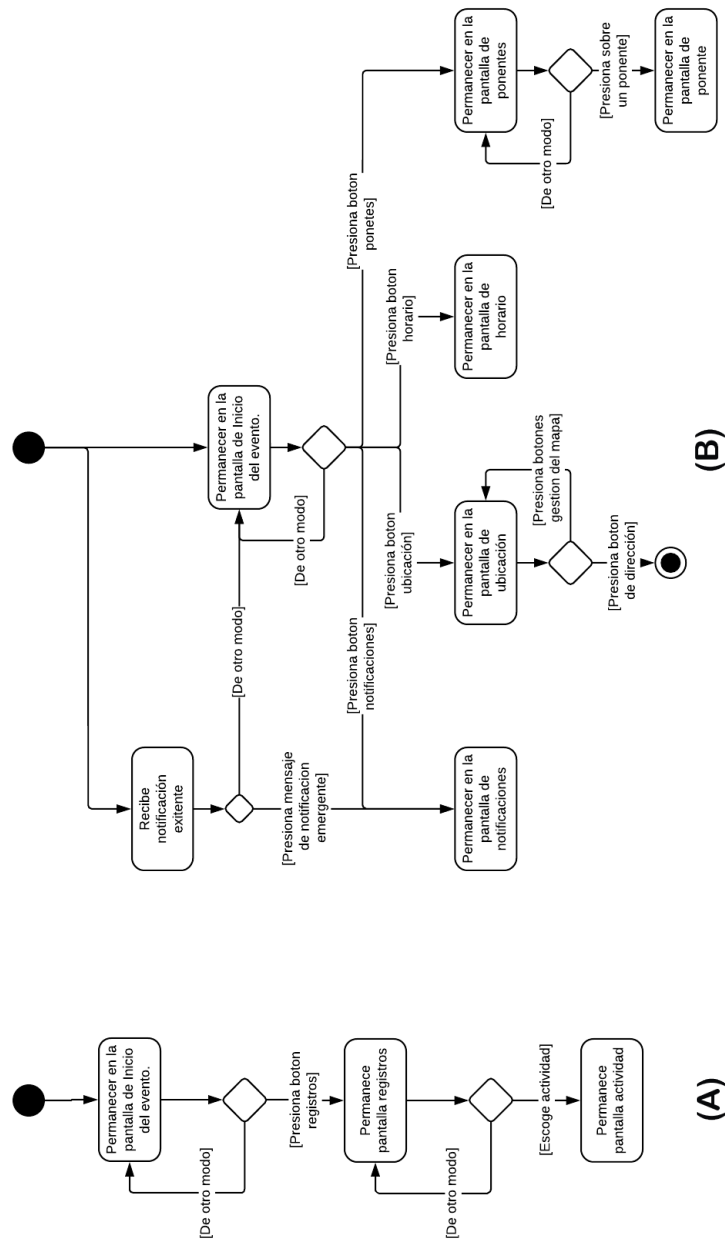 Permanecer en la
pantalla de Inicio
del evento.
[De otro modo]
[Presiona boton
registros]
Permanece
pantalla registros
[De otro modo]
[Escoge actividad]
Permanece
pantalla actividad
(A)
Recibe
notificación
exitente
[De otro modo]
[Presiona mensaje
de notificacion
emergente]
Permanecer en la
pantalla de Inicio
del evento.
[De otro modo]
[Presiona boton
notificaciones]
[Presiona boton
ubicación]
[Presiona boton
horario]
[Presiona boton
ponetes]
Permanecer en la
pantalla de
notificaciones
Permanecer en la
pantalla de
ubicación
[Presiona botones
gestion del mapa]
[Presiona boton
de dirección]
Permanecer en la
pantalla de
horario
Permanecer en la
pantalla de
ponentes
[De otro modo]
[Presiona sobre
un ponente]
Permanecer en la
pantalla de
ponente
(B)